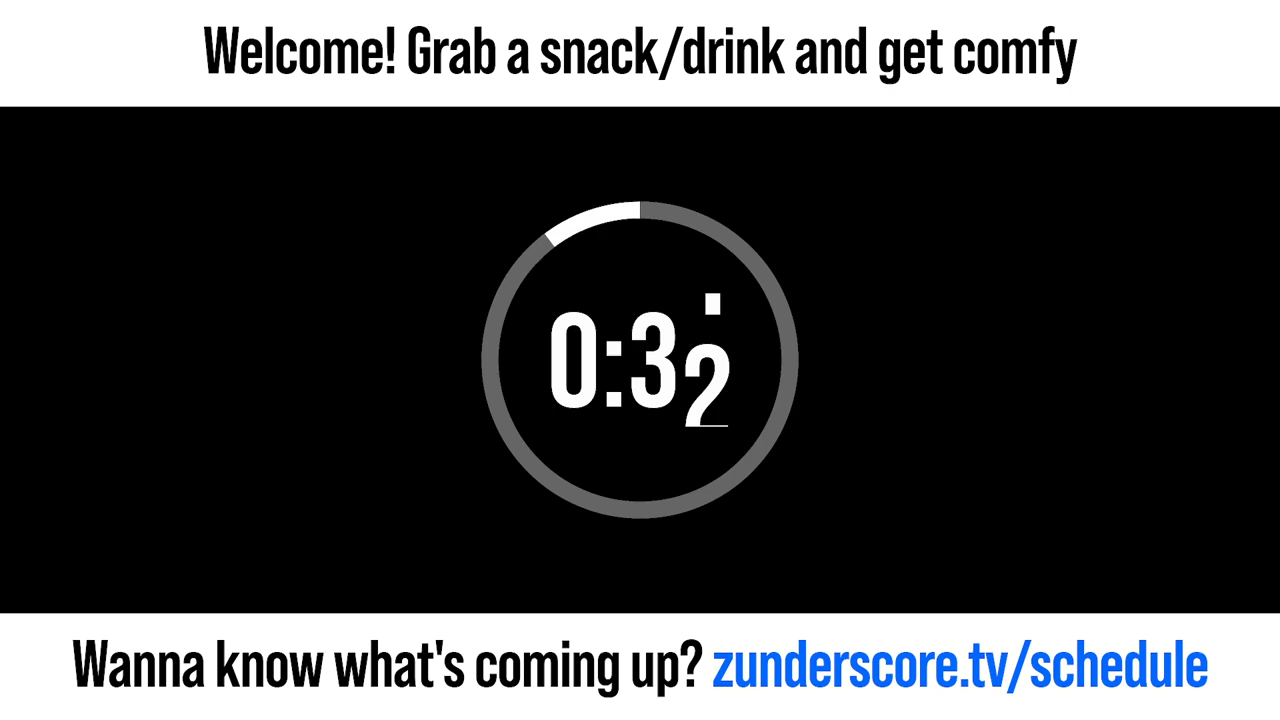 Welcome! Grab a snack/drink and get comfy
0:32
Wanna know what's coming up? zunderscore.tv/schedule